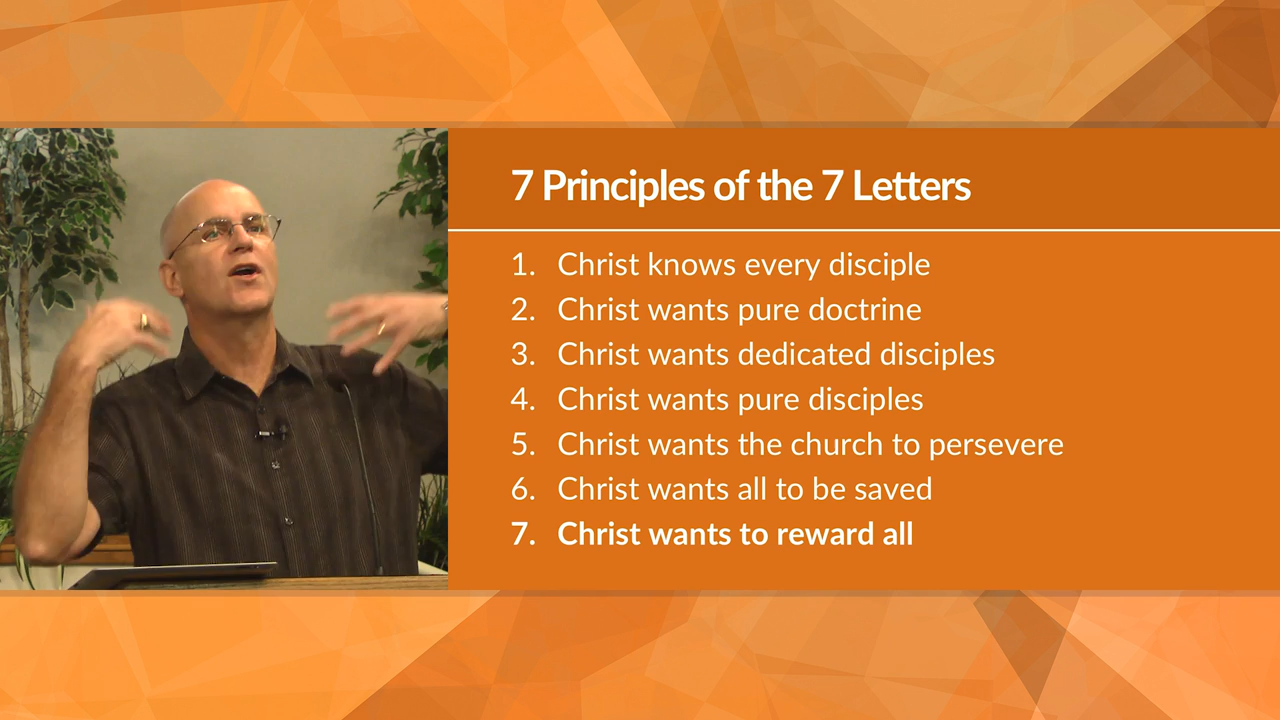 7 Principles of the 7 Letters
1. Christ knows every disciple
2. Christ wants pure doctrine
3. Christ wants dedicated disciples
4. Christ wants pure disciples
5. Christ wants the church to persevere
6. Christ wants all to be saved
7. Christ wants to reward all